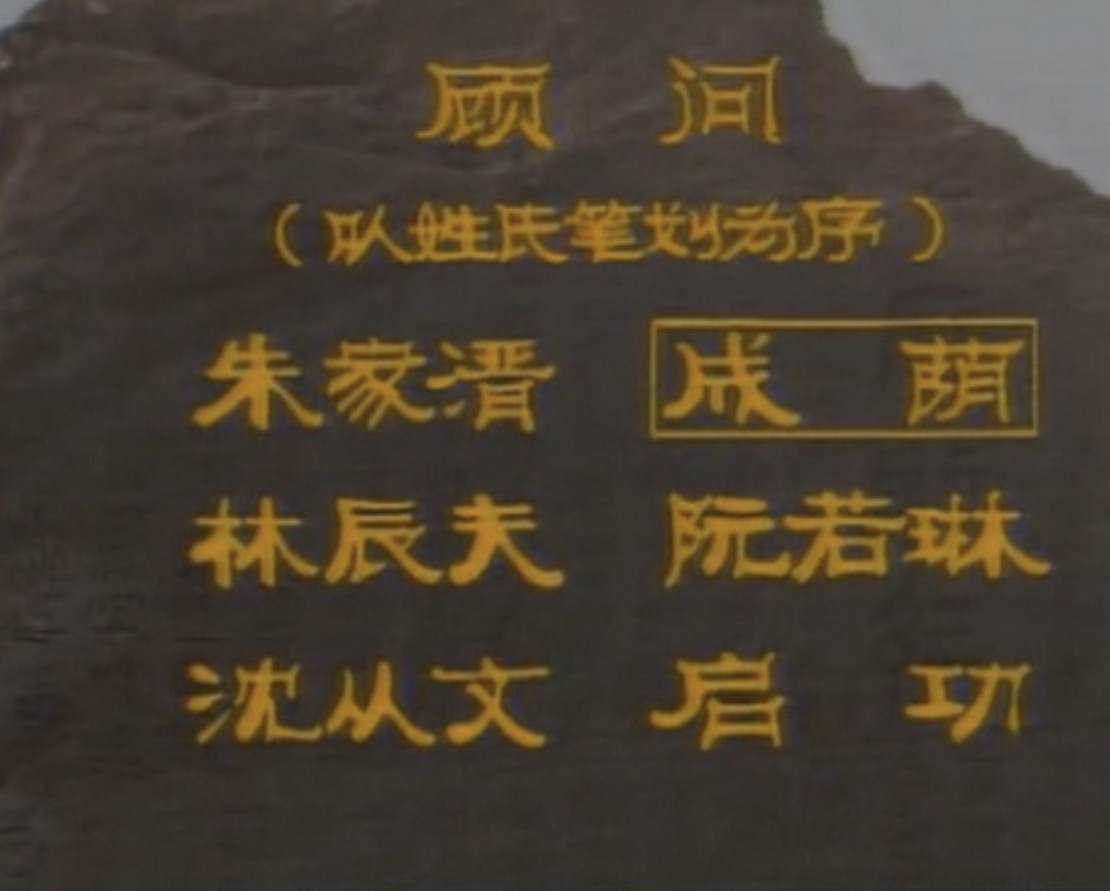 顾 问
（以姓氏笔划为序）
朱家溍 成 荫
林辰夫 阮若琳
沈从文 启 功